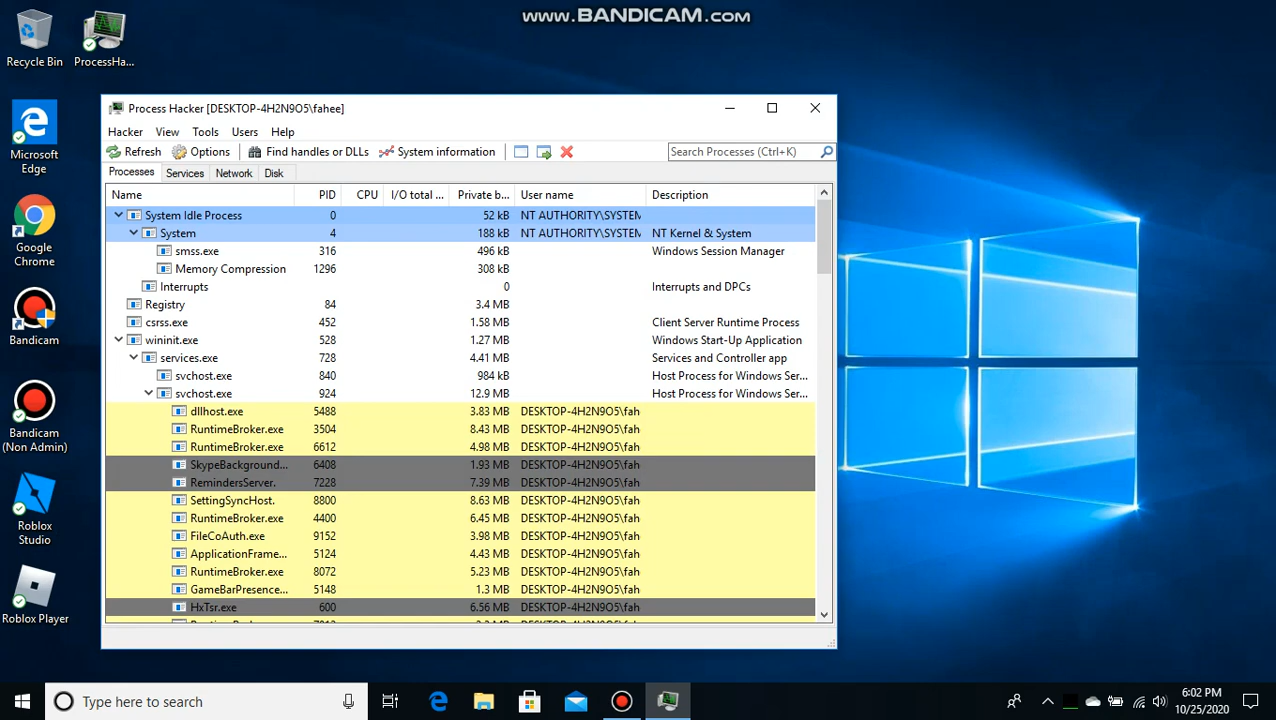 www.BANDICAM.com
Recycle Bin
ProcessHa...
Microsoft
Edge
Google
Chrome
Bandicam
Bandicam
(Non Admin)
Roblox
Studio
Roblox Player
Process Hacker [DESKTOP-4H2N9O5\fahee]
Hacker View Tools Users Help
Refresh Options Find handles or DLLs System information Search Processes (Ctrl+K)
Processes Services Network Disk
Name PID CPU I/O total ... Private b... User name Description
System Idle Process 0 52 kB NT AUTHORITY\SYSTEM
System 4 188 kB NT AUTHORITY\SYSTEM NT Kernel & System
smss.exe 316 496 kB Windows Session Manager
Memory Compression 1296 308 kB
Interrupts 0 Interrupts and DPCs
Registry 84 3.4 MB
csrss.exe 452 1.58 MB Client Server Runtime Process
wininit.exe 528 1.27 MB Windows Start-Up Application
services.exe 728 4.41 MB Services and Controller app
svchost.exe 840 984 kB Host Process for Windows Ser...
svchost.exe 924 12.9 MB Host Process for Windows Ser...
dllhost.exe 5488 3.83 MB DESKTOP-4H2N9O5\fah
RuntimeBroker.exe 3504 8.43 MB DESKTOP-4H2N9O5\fah
RuntimeBroker.exe 6612 4.98 MB DESKTOP-4H2N9O5\fah
SkypeBackground... 6408 1.93 MB DESKTOP-4H2N9O5\fah
RemindersServer. 7228 7.39 MB DESKTOP-4H2N9O5\fah
SettingSyncHost. 8800 8.63 MB DESKTOP-4H2N9O5\fah
RuntimeBroker.exe 4400 6.45 MB DESKTOP-4H2N9O5\fah
FileCoAuth.exe 9152 3.98 MB DESKTOP-4H2N9O5\fah
ApplicationFrame... 5124 4.43 MB DESKTOP-4H2N9O5\fah
RuntimeBroker.exe 8072 5.23 MB DESKTOP-4H2N9O5\fah
GameBarPresence... 5148 1.3 MB DESKTOP-4H2N9O5\fah
HxTsr.exe 600 6.56 MB DESKTOP-4H2N9O5\fah
Type here to search
6:02 PM
10/25/2020